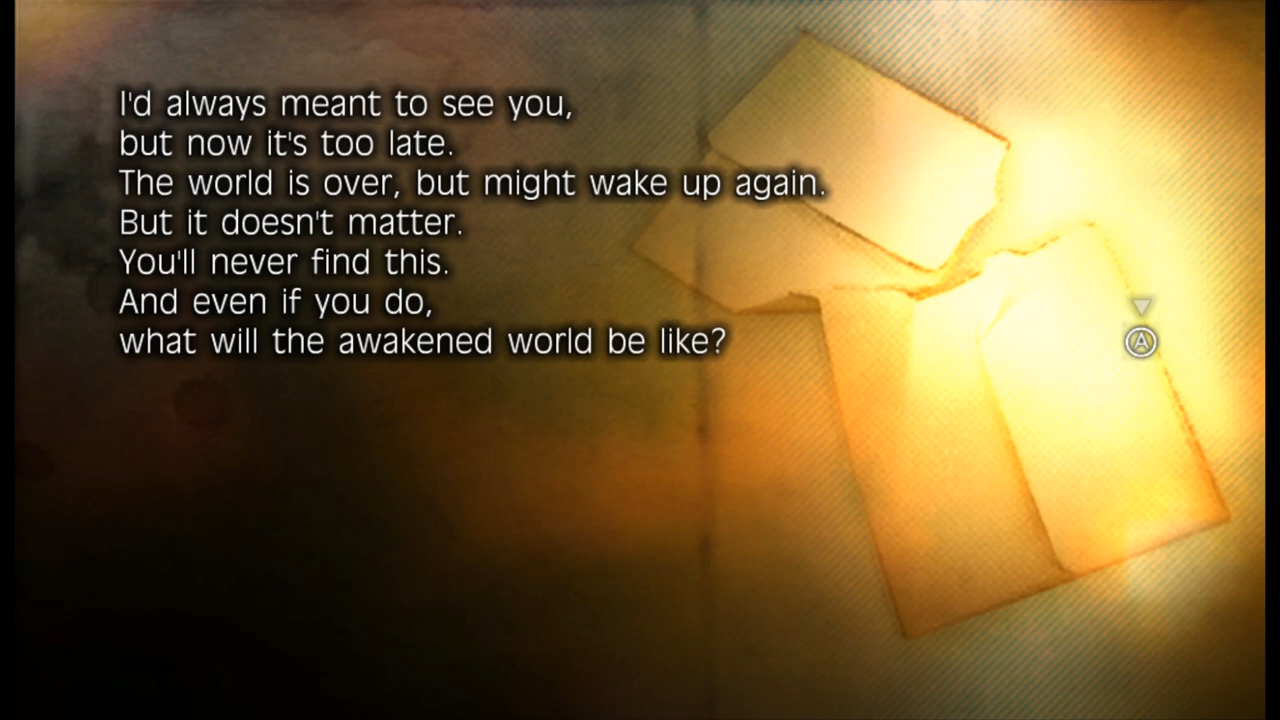 I'd always meant to see you,
but now it's too late.
The world is over, but might wake up again.
But it doesn't matter.
You'll never find this.
And even if you do,
what will the awakened world be like?
A